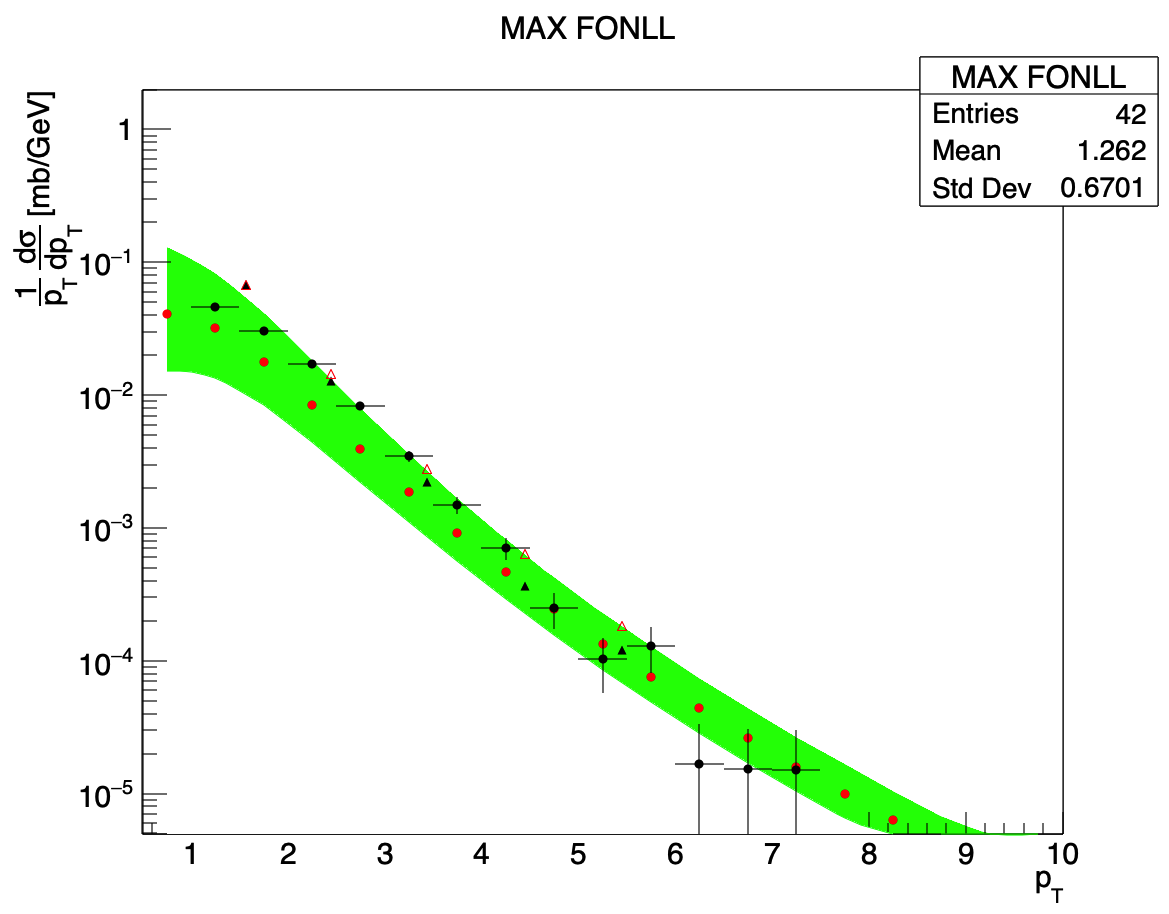 MAX FONLL
MAX FONLL
Entries 42
Mean 1.262
Std Dev 0.6701
1/p_T dσ/dp_T [mb/GeV]
1
10⁻¹
10⁻²
10⁻³
10⁻⁴
10⁻⁵
1 2 3 4 5 6 7 8 9 10
p_T